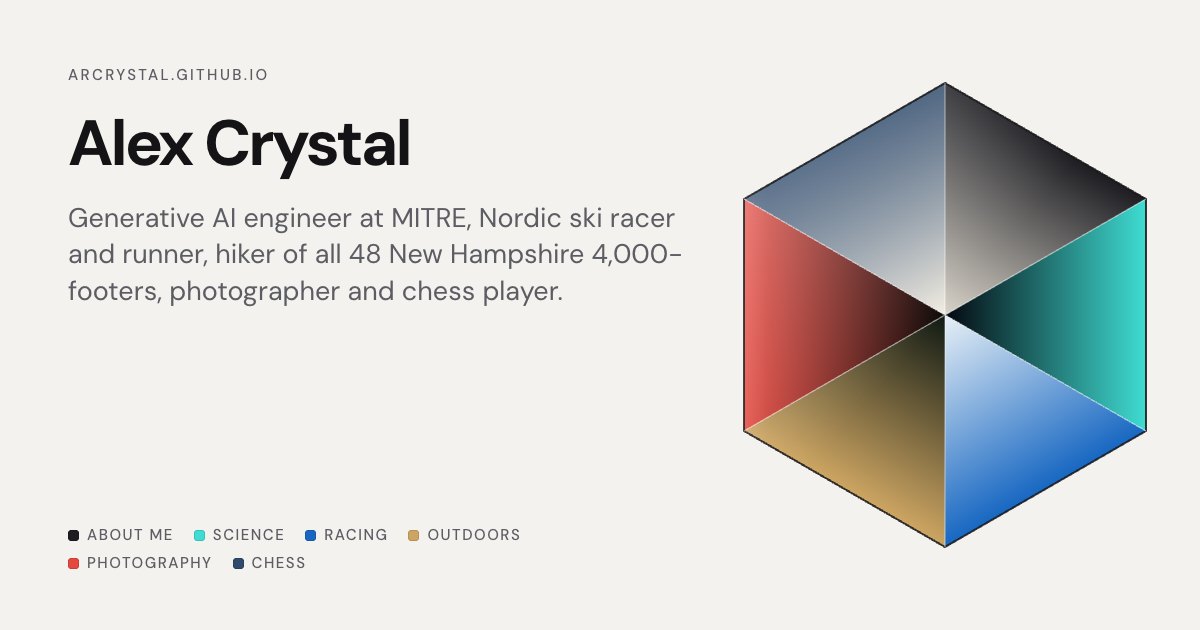 ARCRYSTAL.GITHUB.IO
Alex Crystal
Generative AI engineer at MITRE, Nordic ski racer
and runner, hiker of all 48 New Hampshire 4,000-
footers, photographer and chess player.
ABOUT ME SCIENCE RACING OUTDOORS
PHOTOGRAPHY CHESS